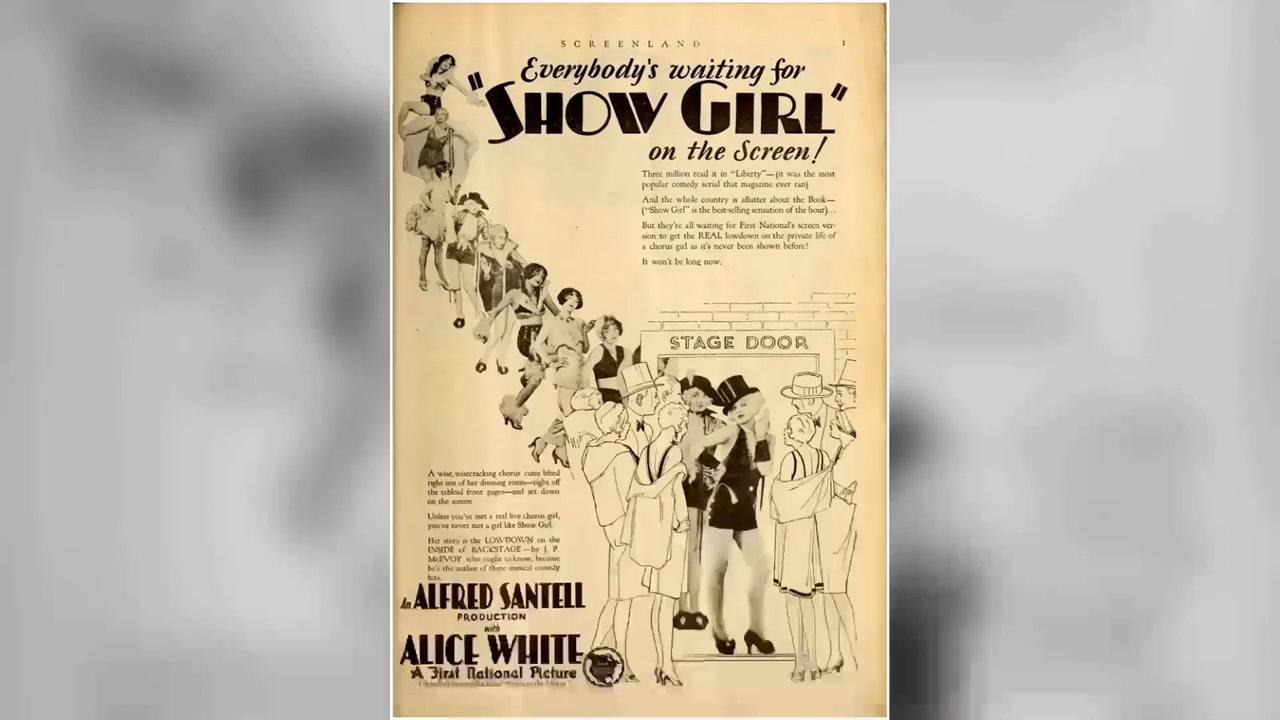 SCREENLAND
1
Everybody's waiting for
"SHOW GIRL"
on the Screen!
Three million read it in "Liberty"—(it was the most
popular comedy serial that magazine ever ran)
And the whole country is aflutter about the Book—
("Show Girl" is the best-selling sensation of the hour)...
But they're all waiting for First National's screen ver-
sion to get the REAL lowdown on the private life of
a chorus girl as it's never been shown before!
It won't be long now.
STAGE DOOR
A wise, wisecracking chorus cutie lifted
right out of her dressing room—right off
the tabloid front pages—and set down
on the screen
Unless you've met a real live chorus girl,
you've never met a girl like Show Girl.
Her story is the LOWDOWN on the
INSIDE of BACKSTAGE—by J. P.
McEVOY who ought to know, because
he's the author of three musical comedy
hits.
An ALFRED SANTELL
PRODUCTION
with
ALICE WHITE
A First National Picture